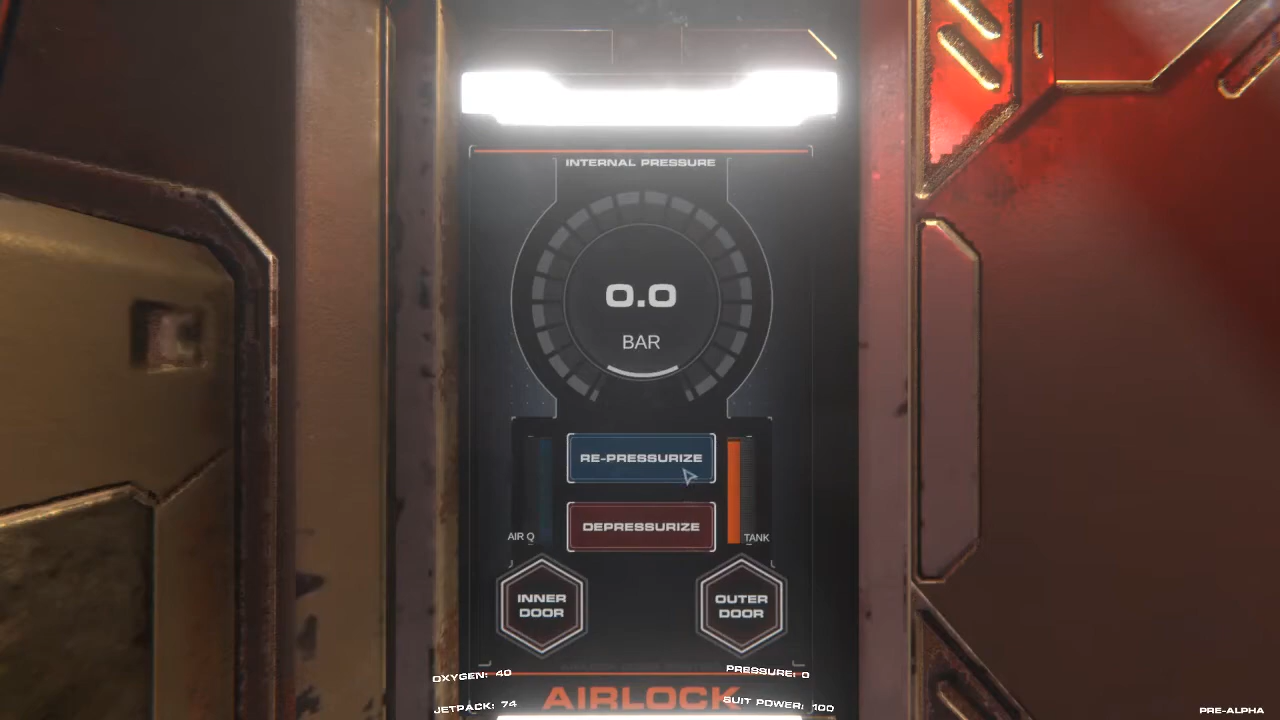 INTERNAL PRESSURE
0.0
BAR
RE-PRESSURIZE
DEPRESSURIZE
AIR Q
TANK
INNER
DOOR
OUTER
DOOR
OXYGEN: 40
PRESSURE: 0
AIRLOCK
JETPACK: 74
SUIT POWER: 100
PRE-ALPHA